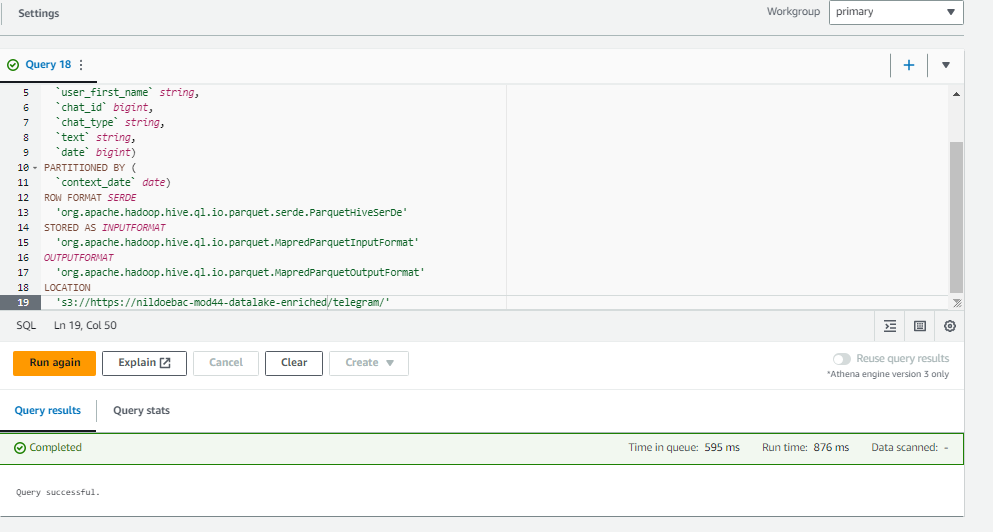 Settings
Workgroup primary
Query 18
5 `user_first_name` string,
6 `chat_id` bigint,
7 `chat_type` string,
8 `text` string,
9 `date` bigint)
10 PARTITIONED BY (
11 `context_date` date)
12 ROW FORMAT SERDE
13 'org.apache.hadoop.hive.ql.io.parquet.serde.ParquetHiveSerDe'
14 STORED AS INPUTFORMAT
15 'org.apache.hadoop.hive.ql.io.parquet.MapredParquetInputFormat'
16 OUTPUTFORMAT
17 'org.apache.hadoop.hive.ql.io.parquet.MapredParquetOutputFormat'
18 LOCATION
19 's3://https://nildoebac-mod44-datalake-enriched/telegram/'
SQL Ln 19, Col 50
Run again Explain Cancel Clear Create Reuse query results
*Athena engine version 3 only
Query results Query stats
Completed Time in queue: 595 ms Run time: 876 ms Data scanned: -
Query successful.